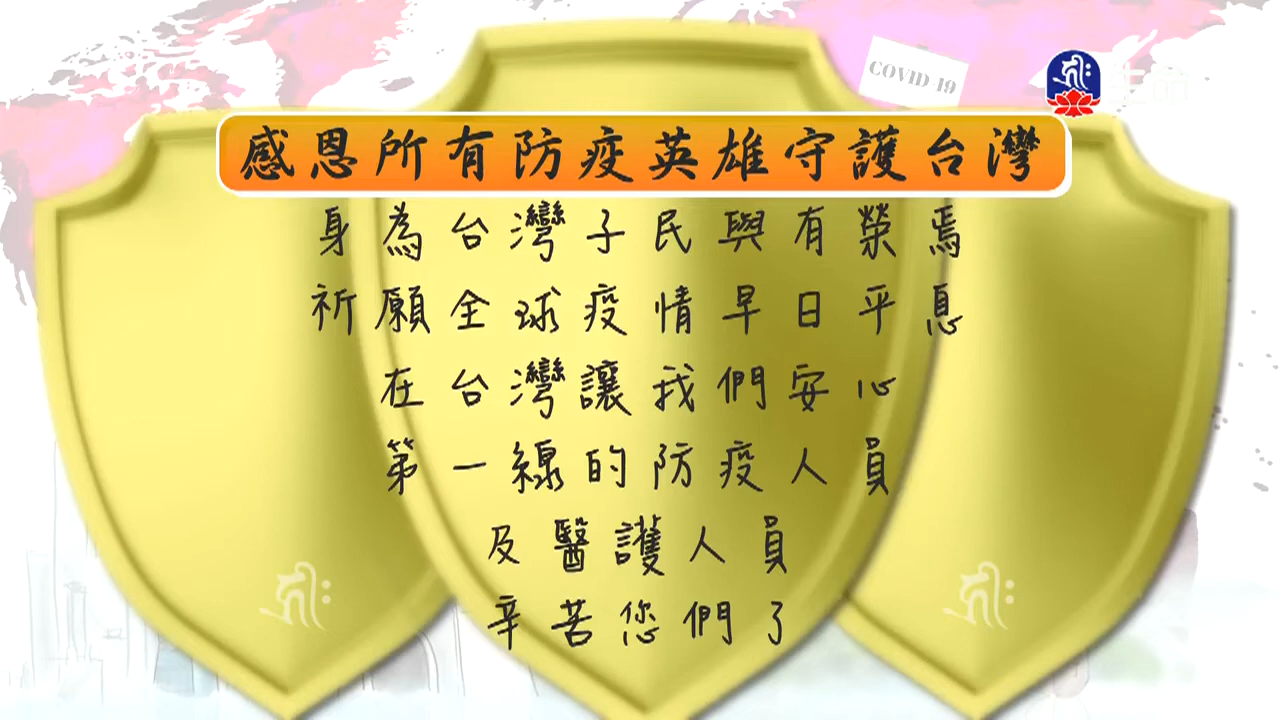 COVID-19
生命
感恩所有防疫英雄守護台灣
身為台灣子民與有榮焉
祈願全球疫情早日平息
在台灣讓我們安心
第一線的防疫人員
及醫護人員
辛苦您們了